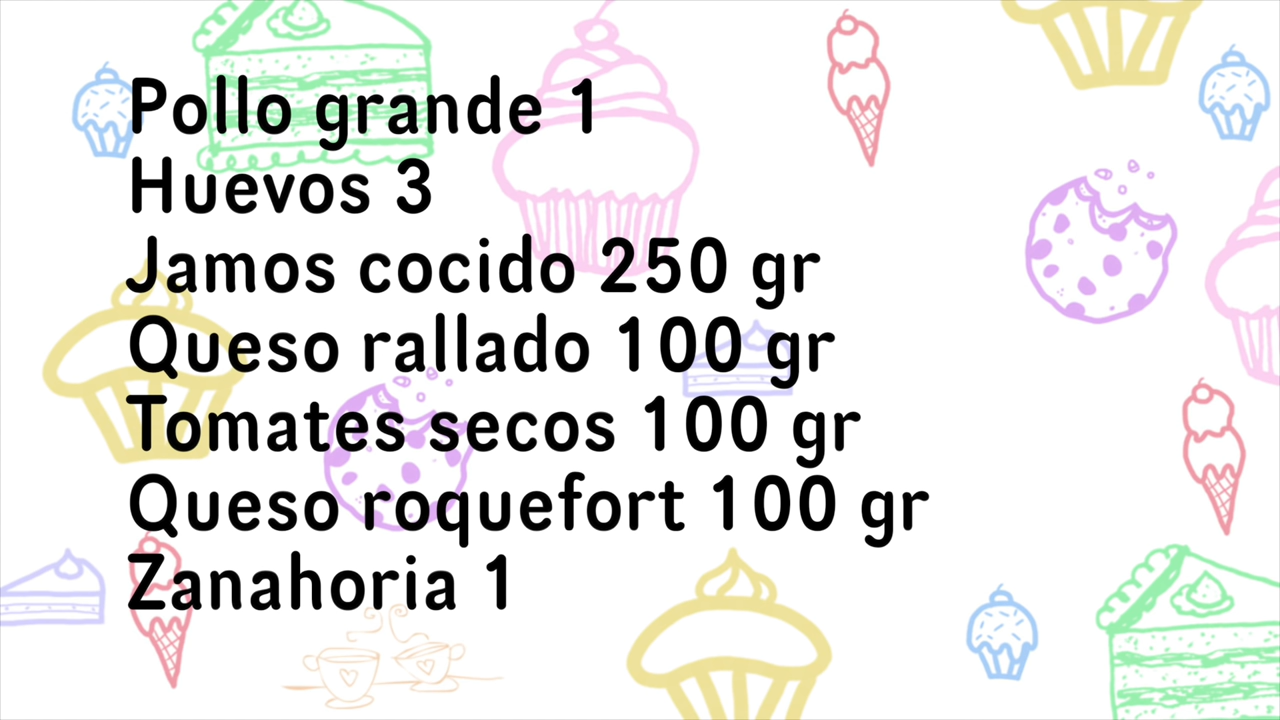 Pollo grande 1
Huevos 3
Jamos cocido 250 gr
Queso rallado 100 gr
Tomates secos 100 gr
Queso roquefort 100 gr
Zanahoria 1